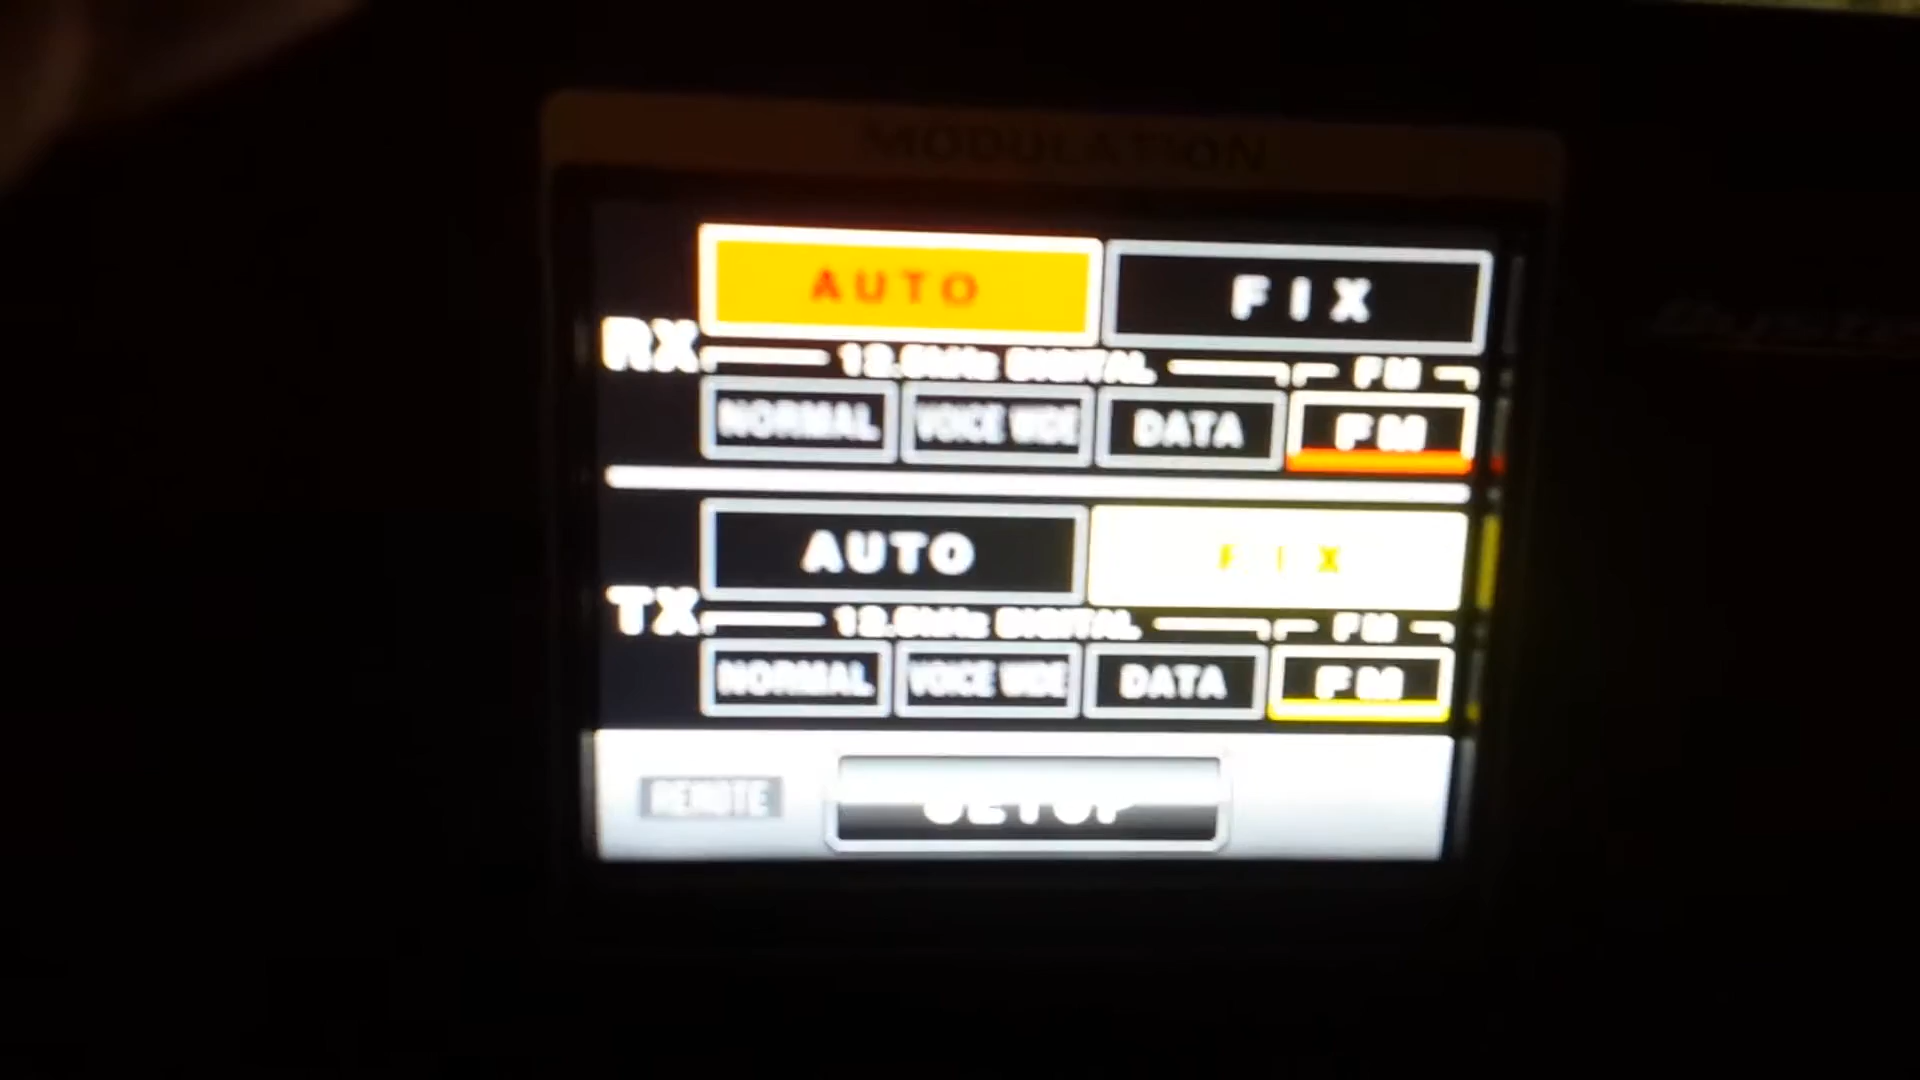 MODULATION
AUTO FIX
RX 12.5kHz DIGITAL FM
NORMAL VOICE WIDE DATA FM
AUTO FIX
TX 12.5kHz DIGITAL FM
NORMAL VOICE WIDE DATA FM
REMOTE SETUP